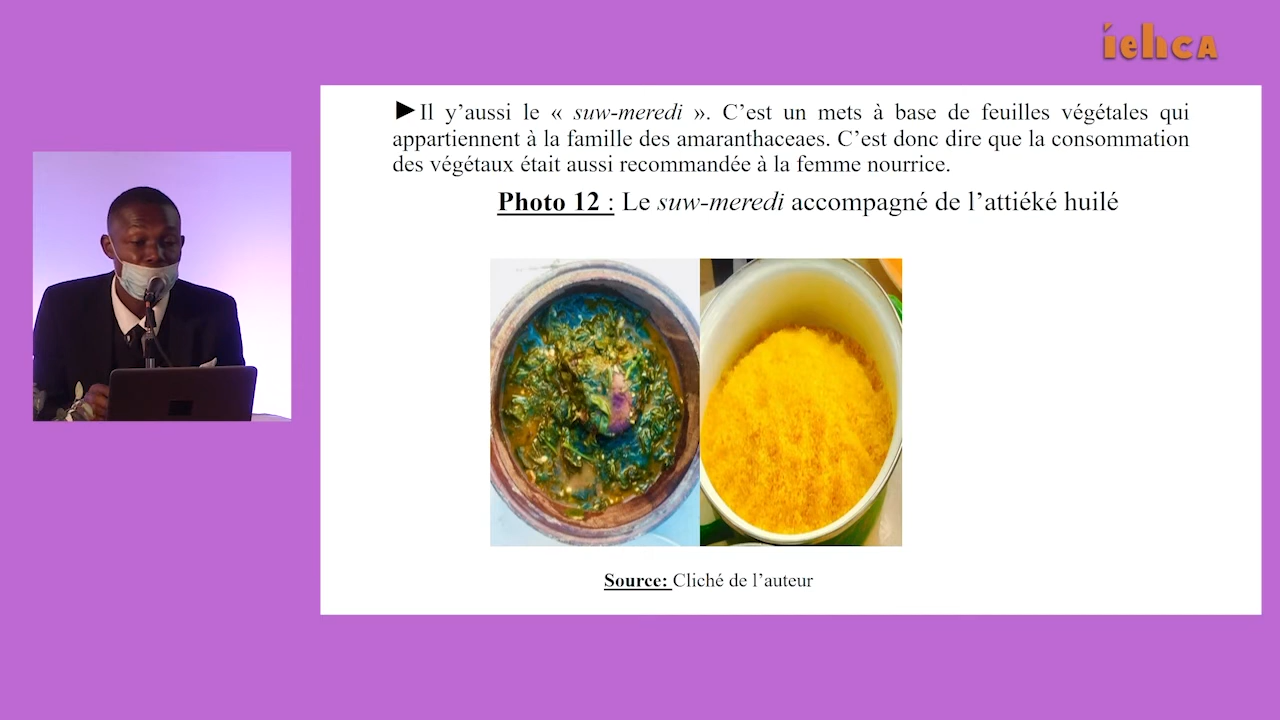 iehcA
►Il y’aussi le « suw-meredi ». C’est un mets à base de feuilles végétales qui
appartiennent à la famille des amaranthaceaes. C’est donc dire que la consommation
des végétaux était aussi recommandée à la femme nourrice.
Photo 12 : Le suw-meredi accompagné de l’attiéké huilé
Source: Cliché de l’auteur